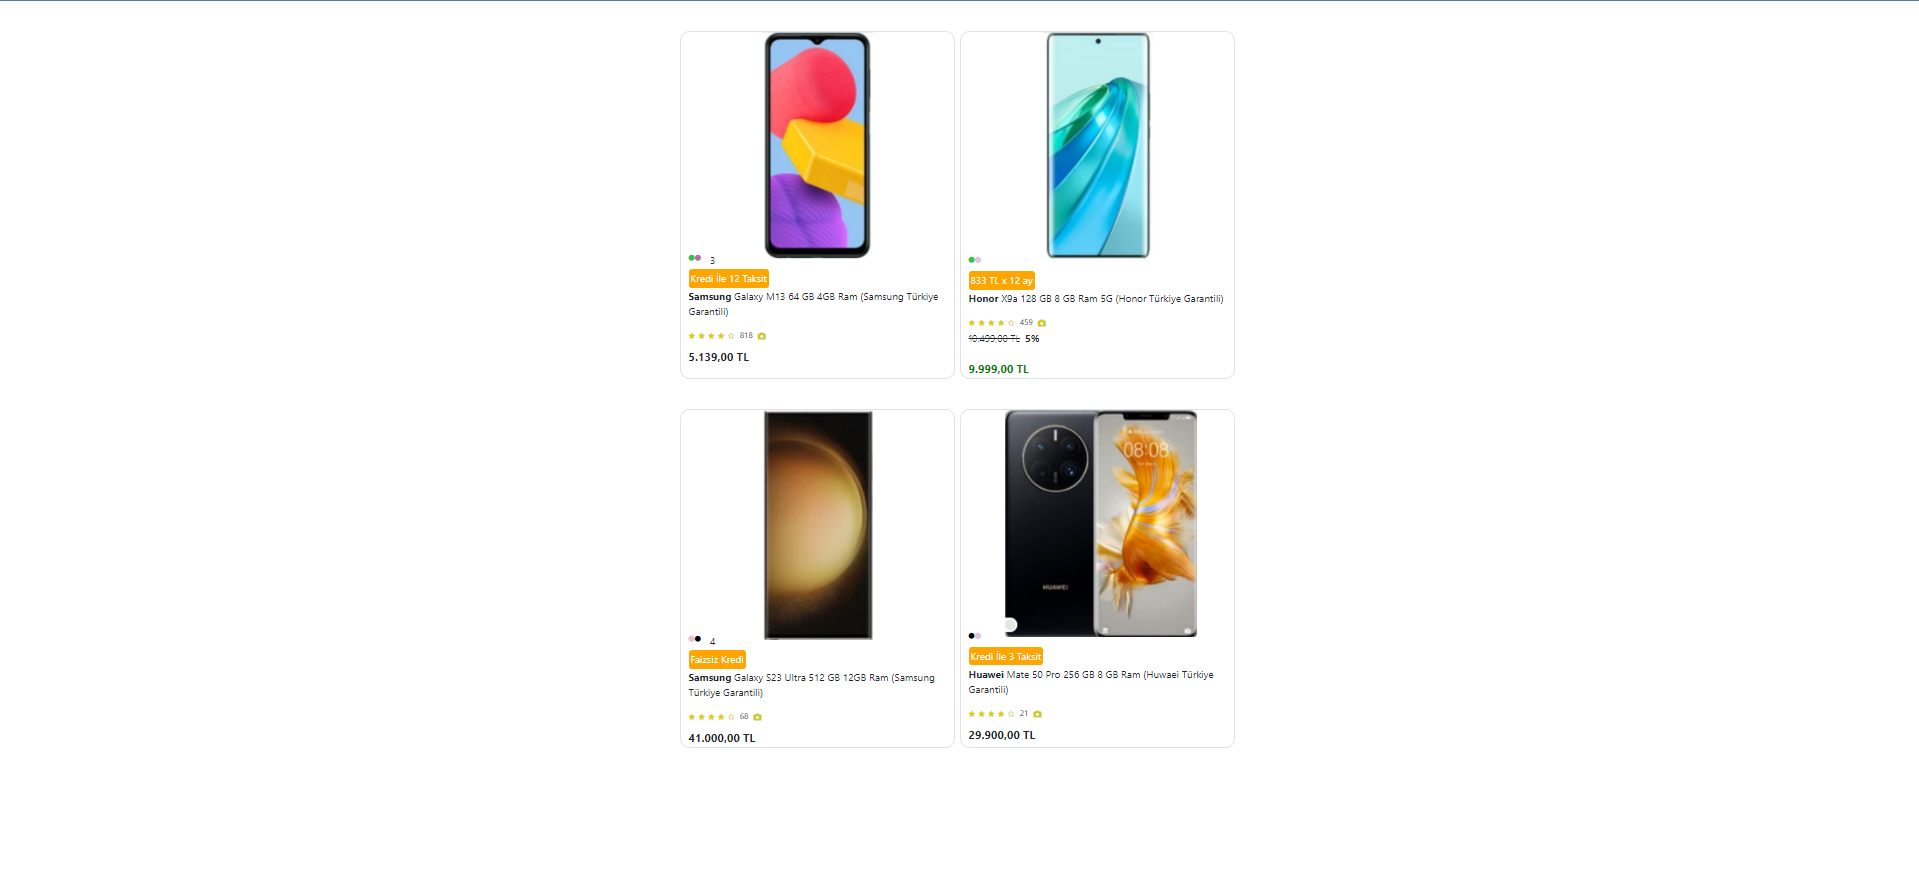 3
Kredi İle 12 Taksit
Samsung Galaxy M13 64 GB 4GB Ram (Samsung Türkiye
Garantili)
818
5.139,00 TL
833 TL x 12 ay
Honor X9a 128 GB 8 GB Ram 5G (Honor Türkiye Garantili)
459
10.499,00 TL 5%
9.999,00 TL
4
Faizsiz Kredi
Samsung Galaxy S23 Ultra 512 GB 12GB Ram (Samsung
Türkiye Garantili)
68
41.000,00 TL
08:08
HUAWEI
Kredi İle 3 Taksit
Huawei Mate 50 Pro 256 GB 8 GB Ram (Huwaei Türkiye
Garantili)
21
29.900,00 TL